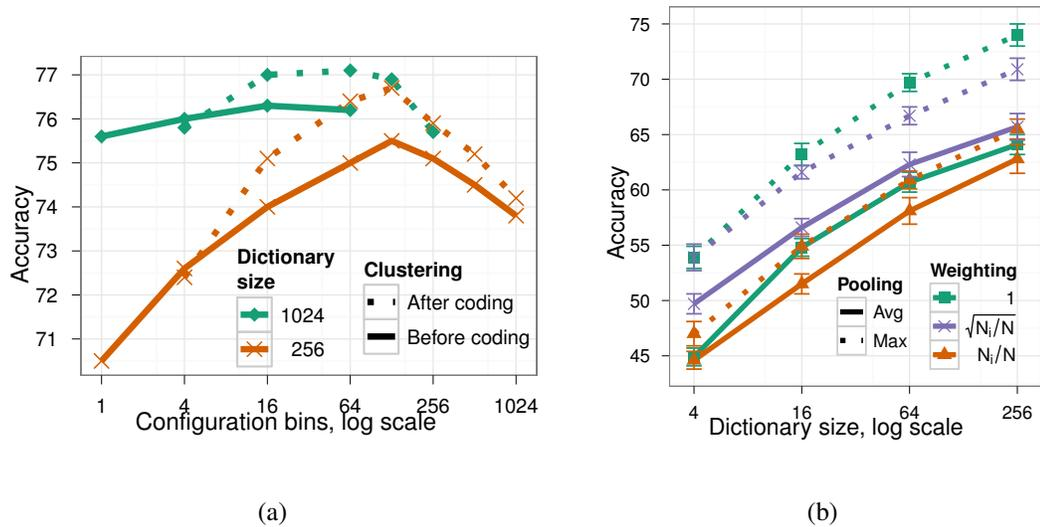 77
76
75
74
73
72
71
Accuracy
Dictionary
size
1024
256
Clustering
After coding
Before coding
1 4 16 64 256 1024
Configuration bins, log scale
(a)
75
70
65
60
55
50
45
Accuracy
Pooling
Avg
Max
Weighting
1
√Nᵢ/N
Nᵢ/N
4 16 64 256
Dictionary size, log scale
(b)